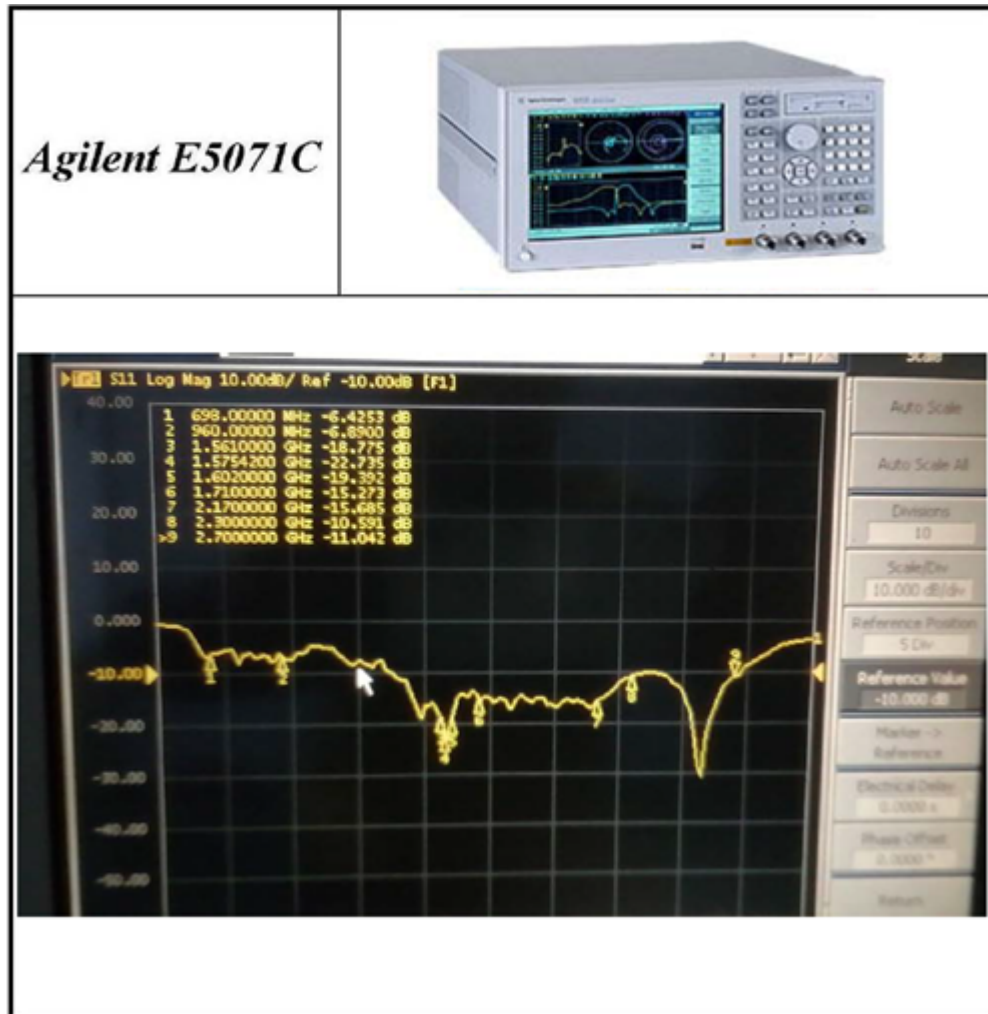 Agilent E5071C
Tr1 S11 Log Mag 10.00dB/ Ref -10.00dB [F1]
Scale
40.00
30.00
20.00
10.00
0.000
-10.00
-20.00
-30.00
-40.00
-50.00
1 698.00000 MHz -6.4253 dB
2 960.00000 MHz -6.8900 dB
3 1.5610000 GHz -18.775 dB
4 1.5754200 GHz -22.735 dB
5 1.6020000 GHz -19.392 dB
6 1.7100000 GHz -15.273 dB
7 2.1700000 GHz -15.685 dB
8 2.3000000 GHz -10.591 dB
>9 2.7000000 GHz -11.042 dB
Auto Scale
Auto Scale All
Divisions
10
Scale/Div
10.000 dB/div
Reference Position
5 Div
Reference Value
-10.000 dB
Marker ->
Reference
Electrical Delay
0.0000 s
Phase Offset
0.0000 °
Return